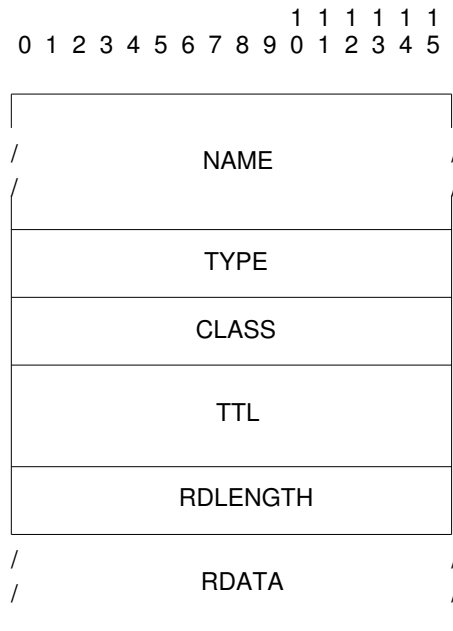 1 1 1 1 1 1
0 1 2 3 4 5 6 7 8 9 0 1 2 3 4 5
/ /
NAME
/ /
TYPE
CLASS
TTL
RDLENGTH
/ /
RDATA
/ /